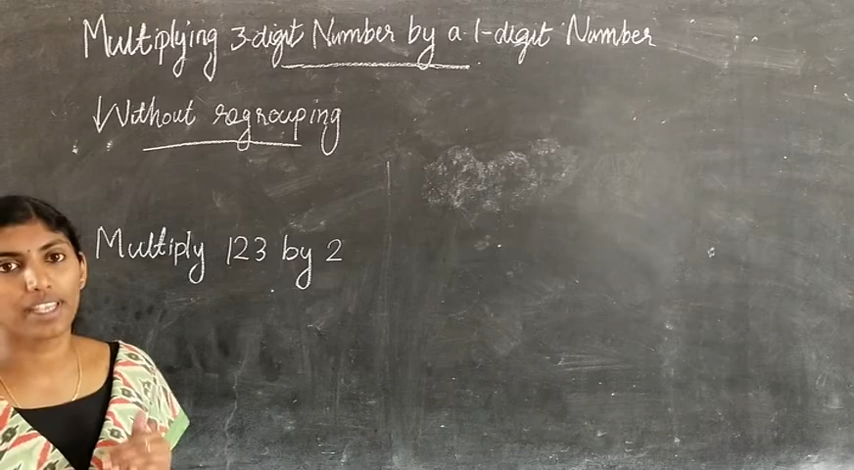 Multiplying 3-digit Number by a 1-digit Number
Without regrouping
Multiply 123 by 2